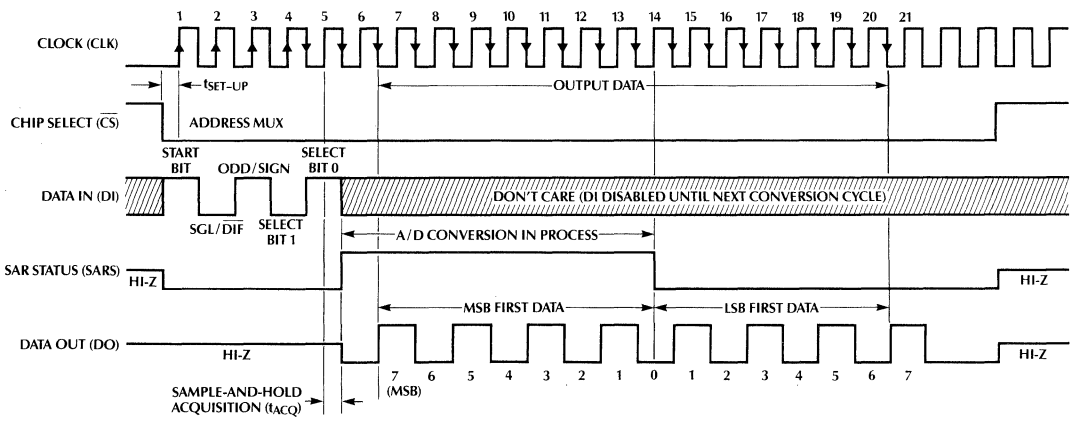 1 2 3 4 5 6 7 8 9 10 11 12 13 14 15 16 17 18 19 20 21
CLOCK (CLK)
tSET-UP
OUTPUT DATA
CHIP SELECT (C̅S̅)
ADDRESS MUX
START
BIT
ODD/SIGN
SELECT
BIT 0
DATA IN (DI)
DON'T CARE (DI DISABLED UNTIL NEXT CONVERSION CYCLE)
SGL/D̅I̅F̅
SELECT
BIT 1
A/D CONVERSION IN PROCESS
SAR STATUS (SARS)
HI-Z
HI-Z
MSB FIRST DATA
LSB FIRST DATA
DATA OUT (DO)
HI-Z
HI-Z
7 6 5 4 3 2 1 0 1 2 3 4 5 6 7
(MSB)
SAMPLE-AND-HOLD
ACQUISITION (tACQ)